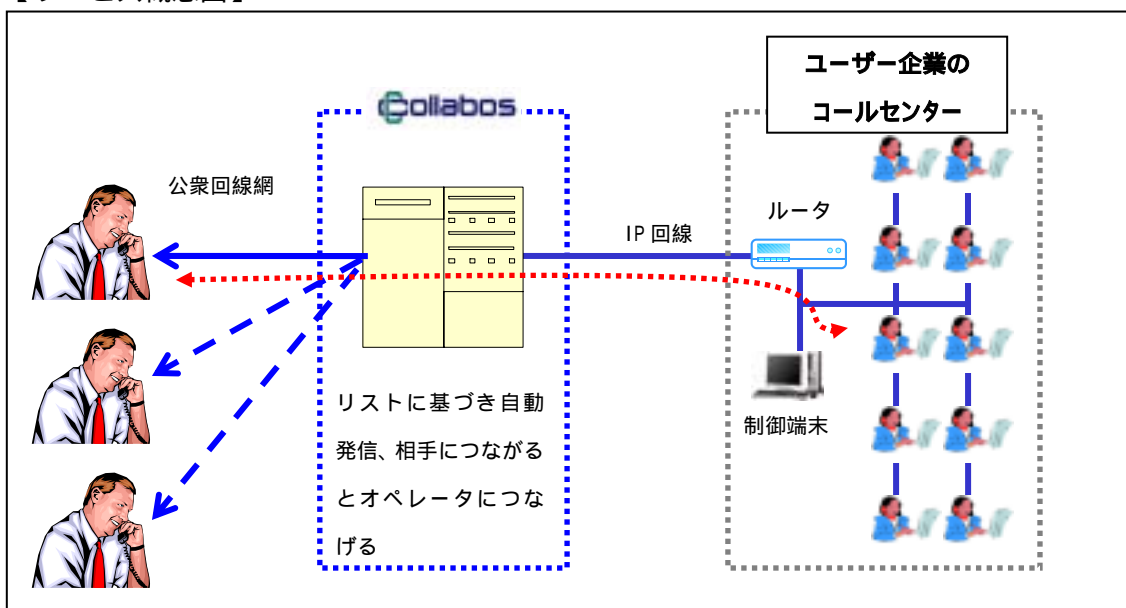 ユーザー企業の
コールセンター
Collabos
公衆回線網
IP 回線
ルータ
制御端末
リストに基づき自動
発信、相手につながる
とオペレータにつな
げる